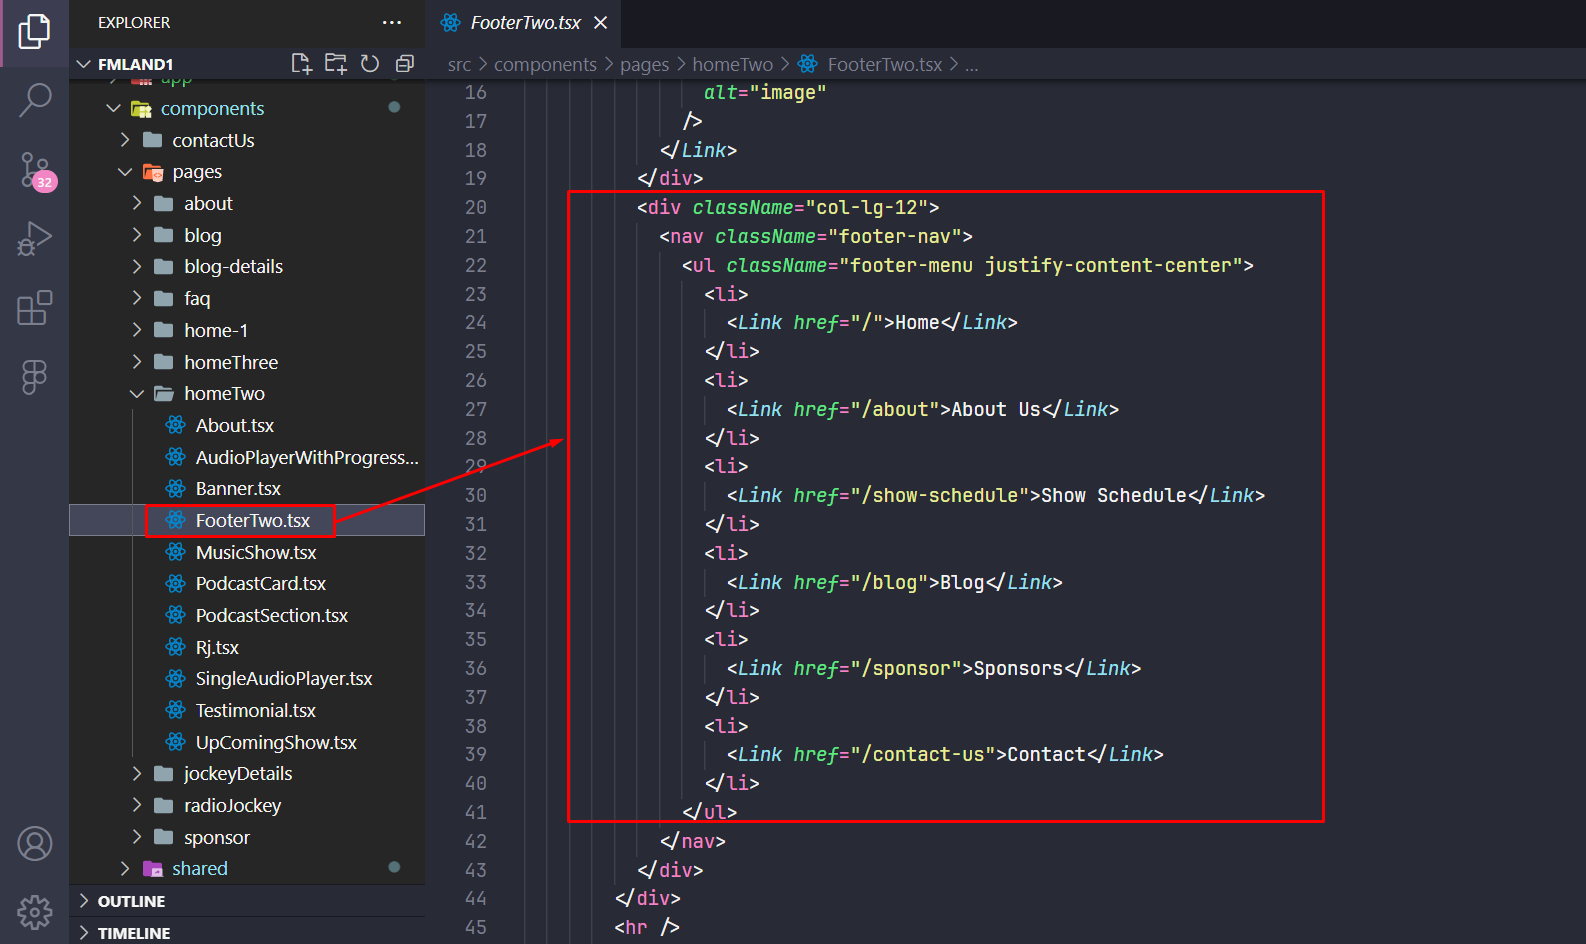 EXPLORER
FMLAND1
app
components
contactUs
pages
about
blog
blog-details
faq
home-1
homeThree
homeTwo
About.tsx
AudioPlayerWithProgress...
Banner.tsx
FooterTwo.tsx
MusicShow.tsx
PodcastCard.tsx
PodcastSection.tsx
Rj.tsx
SingleAudioPlayer.tsx
Testimonial.tsx
UpComingShow.tsx
jockeyDetails
radioJockey
sponsor
shared
OUTLINE
TIMELINE
32
FooterTwo.tsx
src > components > pages > homeTwo > FooterTwo.tsx > ...
16 alt="image"
17 />
18 </Link>
19 </div>
20 <div className="col-lg-12">
21 <nav className="footer-nav">
22 <ul className="footer-menu justify-content-center">
23 <li>
24 <Link href="/">Home</Link>
25 </li>
26 <li>
27 <Link href="/about">About Us</Link>
28 </li>
29 <li>
30 <Link href="/show-schedule">Show Schedule</Link>
31 </li>
32 <li>
33 <Link href="/blog">Blog</Link>
34 </li>
35 <li>
36 <Link href="/sponsor">Sponsors</Link>
37 </li>
38 <li>
39 <Link href="/contact-us">Contact</Link>
40 </li>
41 </ul>
42 </nav>
43 </div>
44 </div>
45 <hr />